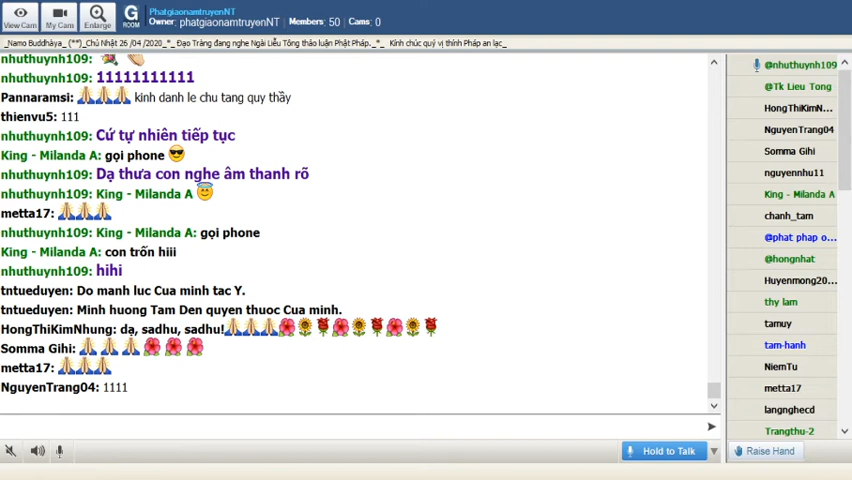 View Cam
My Cam
Enlarge
G
ROOM
PhatgiaonamtruyenNT
Owner: phatgiaonamtruyenNT Members: 50 Cams: 0
_Namo Buddhàya_ (**)_Chủ Nhật 26 /04 /2020_*_ Đạo Tràng đang nghe Ngài Liễu Tông thảo luận Phật Pháp._*_ Kính chúc quý vị thính Pháp an lạc_
nhuthuynh109:
nhuthuynh109: 11111111111
Pannaramsi: kinh danh le chu tang quy thầy
thienvu5: 111
nhuthuynh109: Cứ tự nhiên tiếp tục
King - Milanda A: gọi phone
nhuthuynh109: Dạ thưa con nghe âm thanh rõ
nhuthuynh109: King - Milanda A
metta17:
nhuthuynh109: King - Milanda A: gọi phone
King - Milanda A: con trốn hiii
nhuthuynh109: hihi
tntueduyen: Do manh luc Cua minh tac Y.
tntueduyen: Minh huong Tam Den quyen thuoc Cua minh.
HongThiKimNhung: dạ, sadhu, sadhu!
Somma Gihi:
metta17:
NguyenTrang04: 1111
@nhuthuynh109
@Tk Lieu Tong
HongThiKimN...
NguyenTrang04
Somma Gihi
nguyennhu11
King - Milanda A
chanh_tam
@phat phap o...
@hongnhat
Huyenmong20...
thy lam
tamuy
tam-hanh
NiemTu
metta17
langnghecd
Trangthu-2
Hold to Talk
Raise Hand